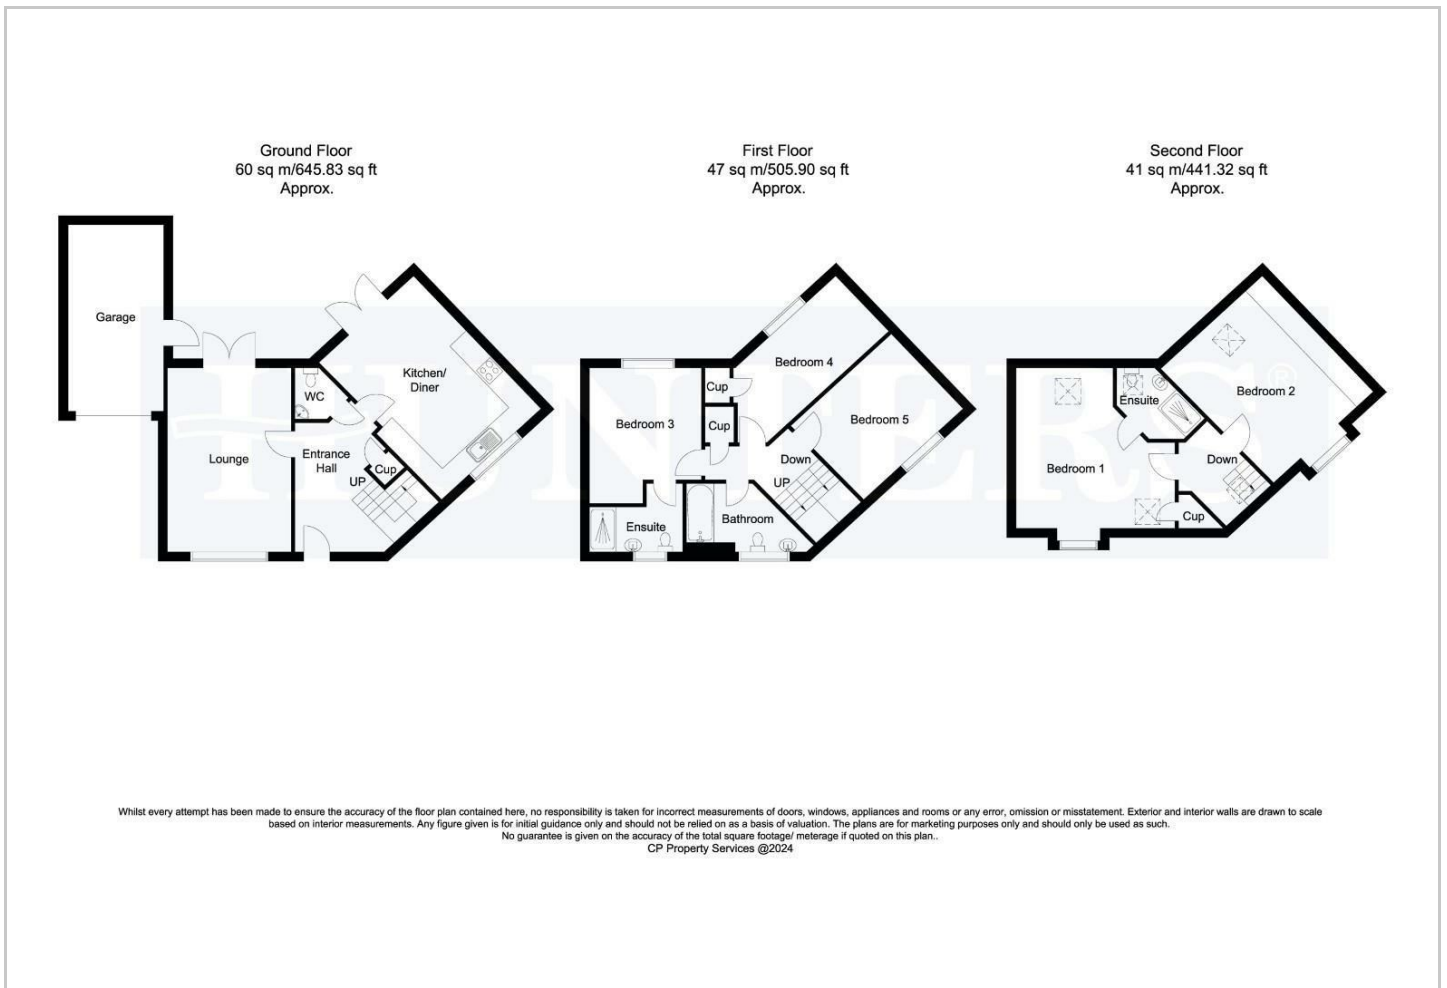 Ground Floor
60 sq m/645.83 sq ft
Approx.
First Floor
47 sq m/505.90 sq ft
Approx.
Second Floor
41 sq m/441.32 sq ft
Approx.
HUNTERS®
Garage
WC
Kitchen/
Diner
Lounge
Entrance
Hall
UP
Cup
Cup
Bedroom 4
Bedroom 3
Cup
Bedroom 5
Down
UP
Ensuite
Bathroom
Ensuite
Bedroom 2
Bedroom 1
Down
Cup
Whilst every attempt has been made to ensure the accuracy of the floor plan contained here, no responsibility is taken for incorrect measurements of doors, windows, appliances and rooms or any error, omission or misstatement. Exterior and interior walls are drawn to scale
based on interior measurements. Any figure given is for initial guidance only and should not be relied on as a basis of valuation. The plans are for marketing purposes only and should only be used as such.
No guarantee is given on the accuracy of the total square footage/ meterage if quoted on this plan..
CP Property Services @2024